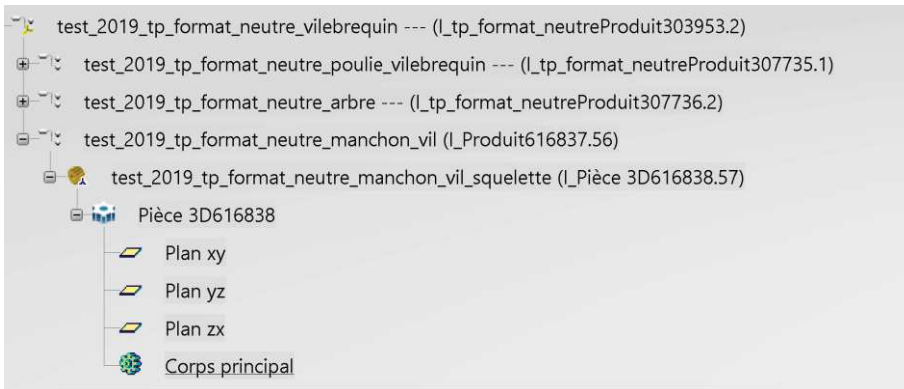 test_2019_tp_format_neutre_vilebrequin --- (I_tp_format_neutreProduit303953.2)
test_2019_tp_format_neutre_poulie_vilebrequin --- (I_tp_format_neutreProduit307735.1)
test_2019_tp_format_neutre_arbre --- (I_tp_format_neutreProduit307736.2)
test_2019_tp_format_neutre_manchon_vil (I_Produit616837.56)
test_2019_tp_format_neutre_manchon_vil_squelette (I_Pièce 3D616838.57)
Pièce 3D616838
Plan xy
Plan yz
Plan zx
Corps principal